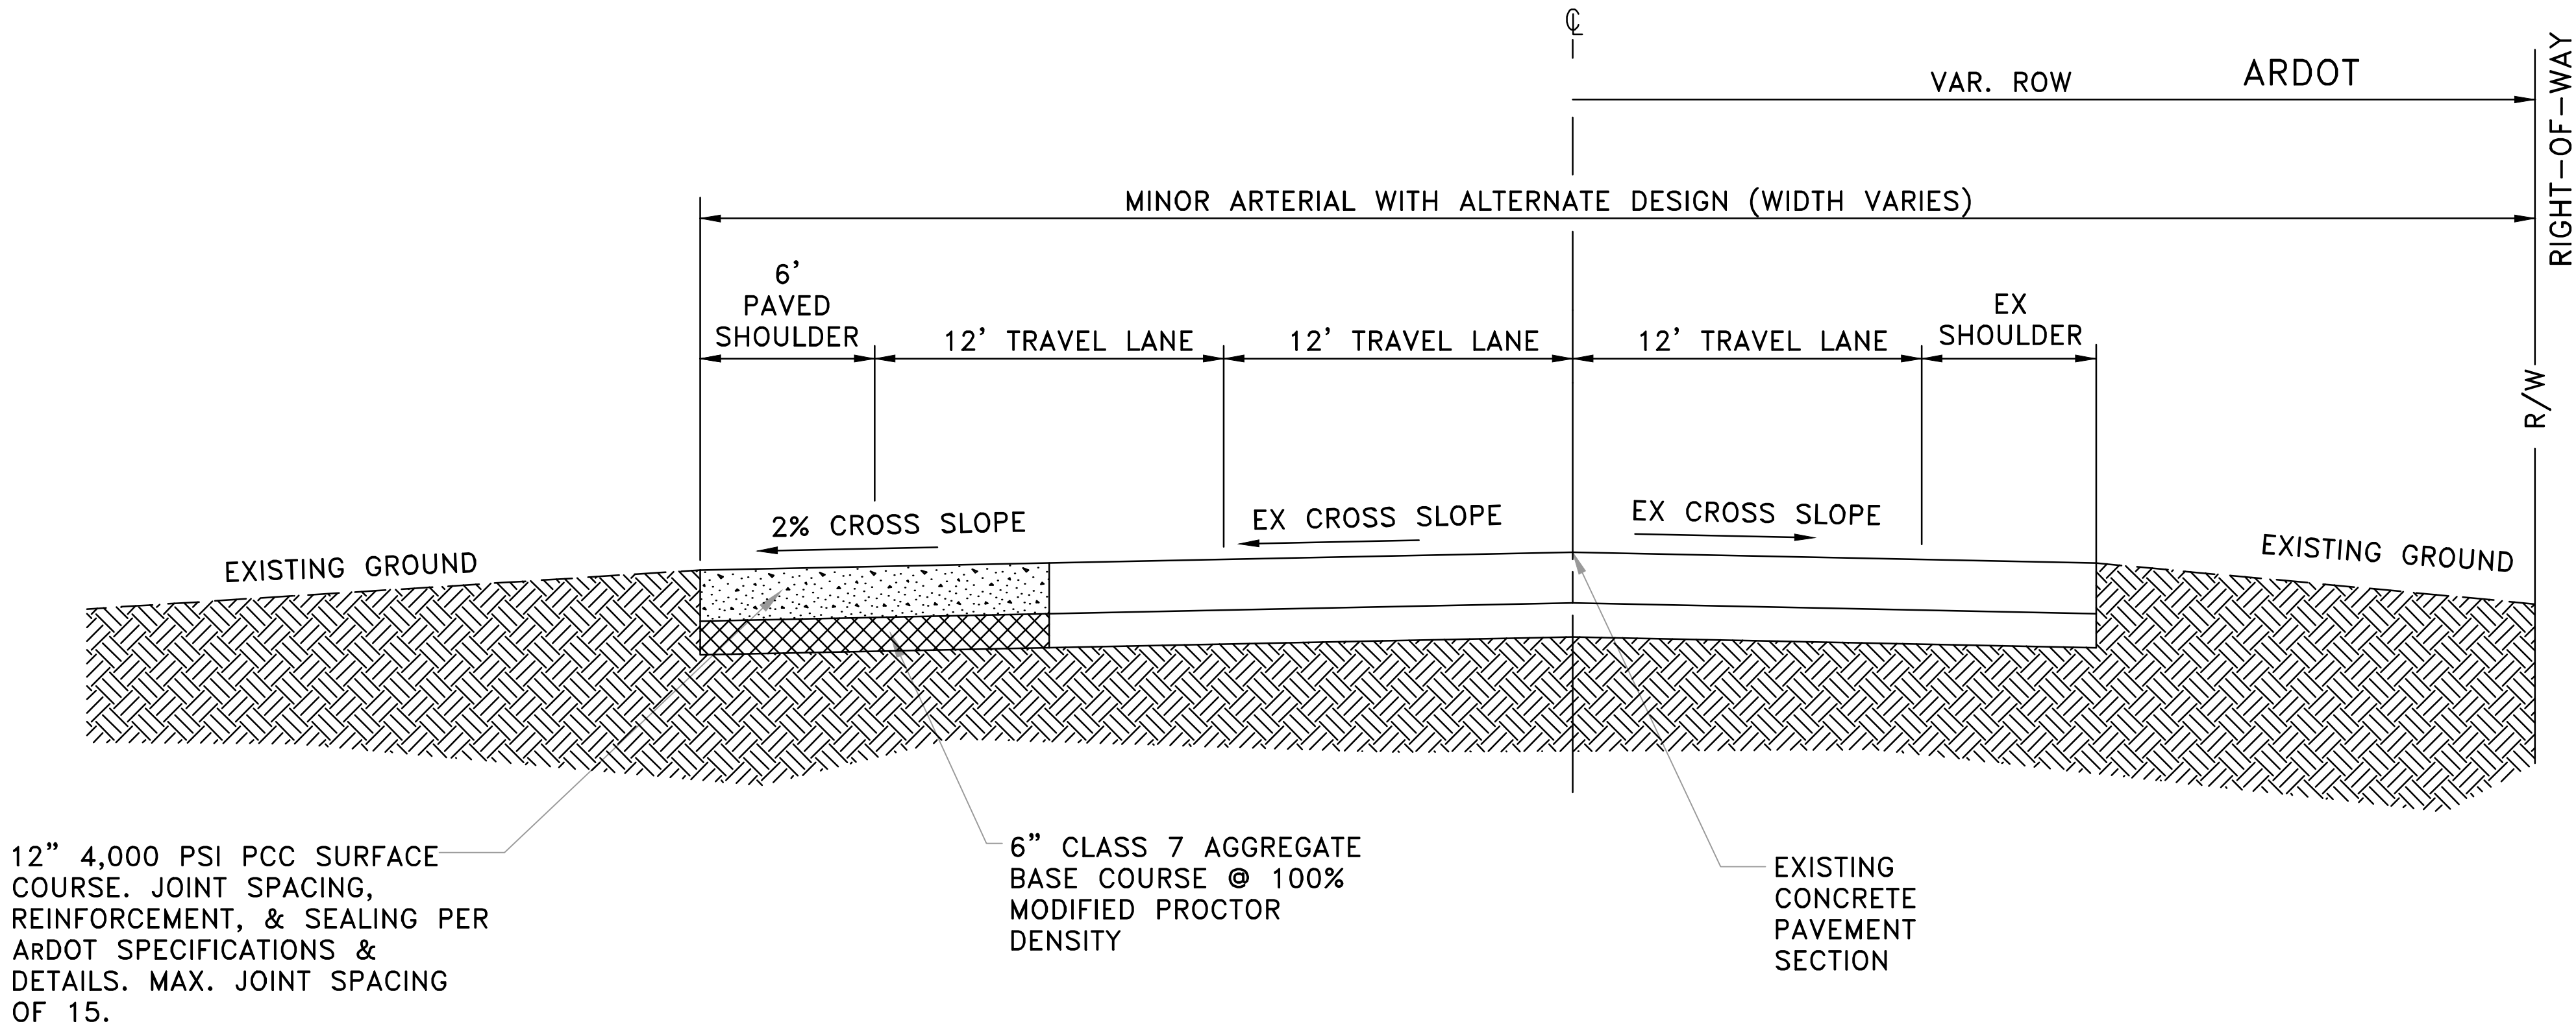 ℄
VAR. ROW
ARDOT
RIGHT-OF-WAY
MINOR ARTERIAL WITH ALTERNATE DESIGN (WIDTH VARIES)
6'
PAVED
SHOULDER
12' TRAVEL LANE
12' TRAVEL LANE
12' TRAVEL LANE
EX
SHOULDER
R/W
2% CROSS SLOPE
EX CROSS SLOPE
EX CROSS SLOPE
EXISTING GROUND
EXISTING GROUND
12" 4,000 PSI PCC SURFACE
COURSE. JOINT SPACING,
REINFORCEMENT, & SEALING PER
ArDOT SPECIFICATIONS &
DETAILS. MAX. JOINT SPACING
OF 15.
6" CLASS 7 AGGREGATE
BASE COURSE @ 100%
MODIFIED PROCTOR
DENSITY
EXISTING
CONCRETE
PAVEMENT
SECTION